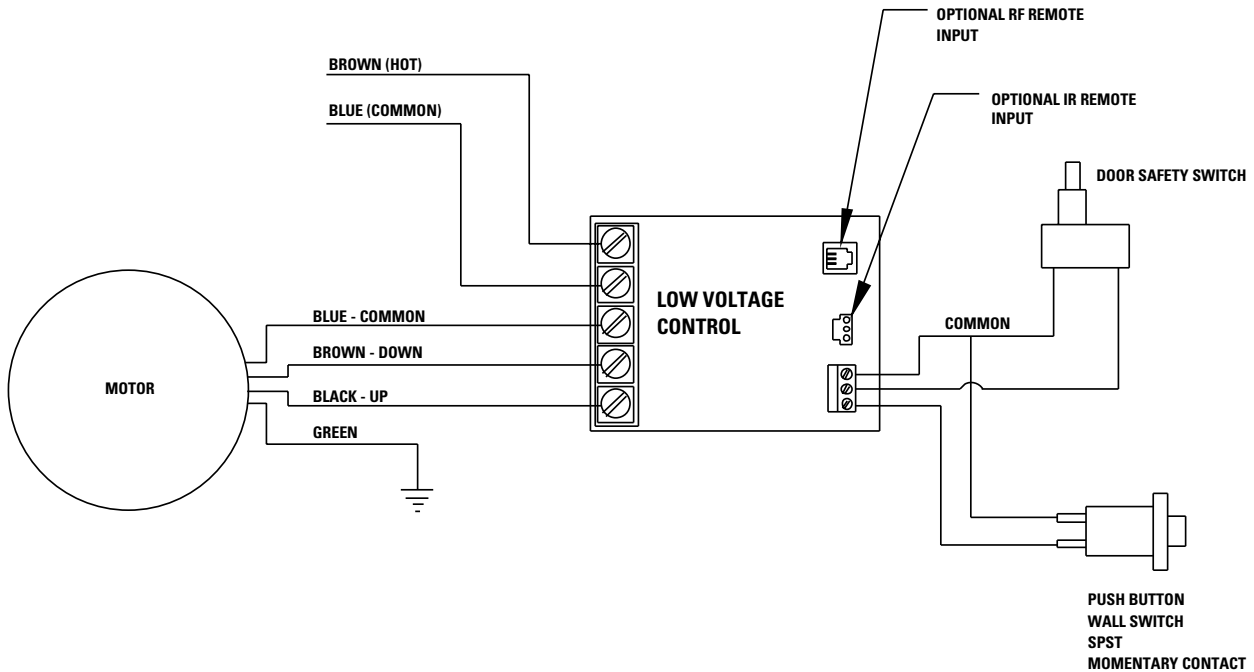 OPTIONAL RF REMOTE
INPUT
BROWN (HOT)
BLUE (COMMON)
OPTIONAL IR REMOTE
INPUT
DOOR SAFETY SWITCH
LOW VOLTAGE
CONTROL
COMMON
BLUE - COMMON
BROWN - DOWN
MOTOR
BLACK - UP
GREEN
PUSH BUTTON
WALL SWITCH
SPST
MOMENTARY CONTACT